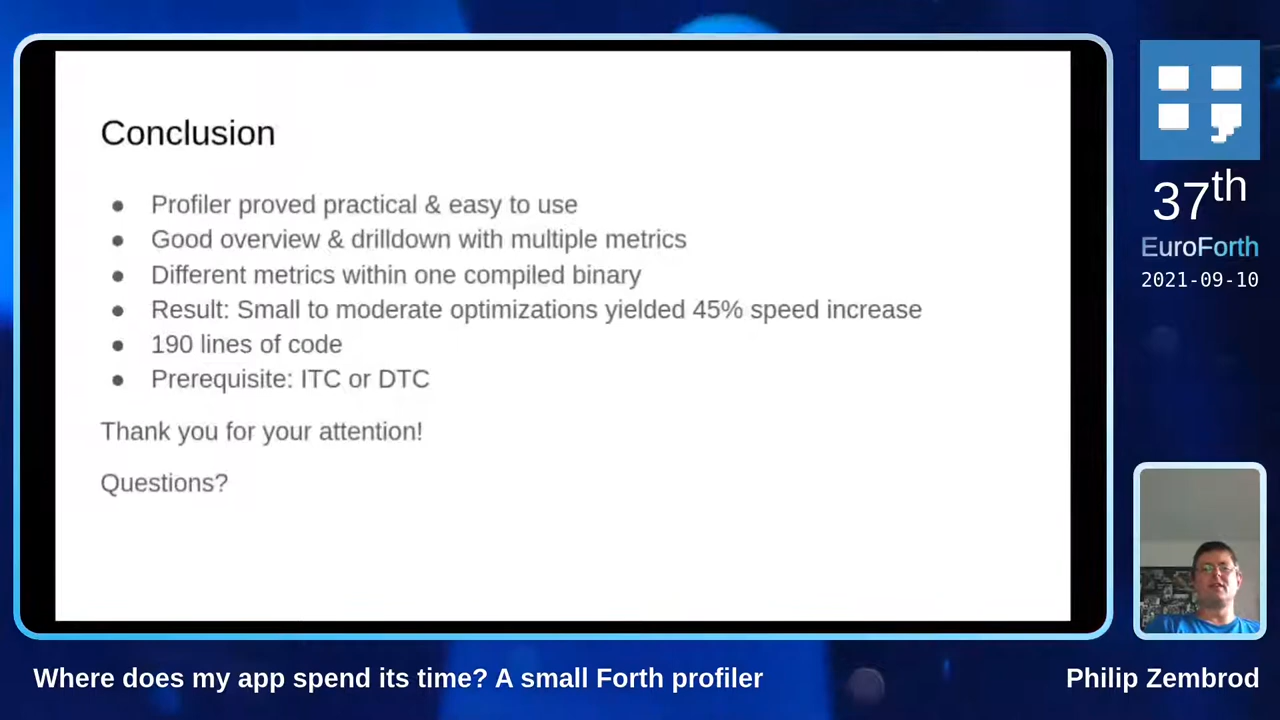 Conclusion
● Profiler proved practical & easy to use
● Good overview & drilldown with multiple metrics
● Different metrics within one compiled binary
● Result: Small to moderate optimizations yielded 45% speed increase
● 190 lines of code
● Prerequisite: ITC or DTC
Thank you for your attention!
Questions?
37th
EuroForth
2021-09-10
Where does my app spend its time? A small Forth profiler
Philip Zembrod